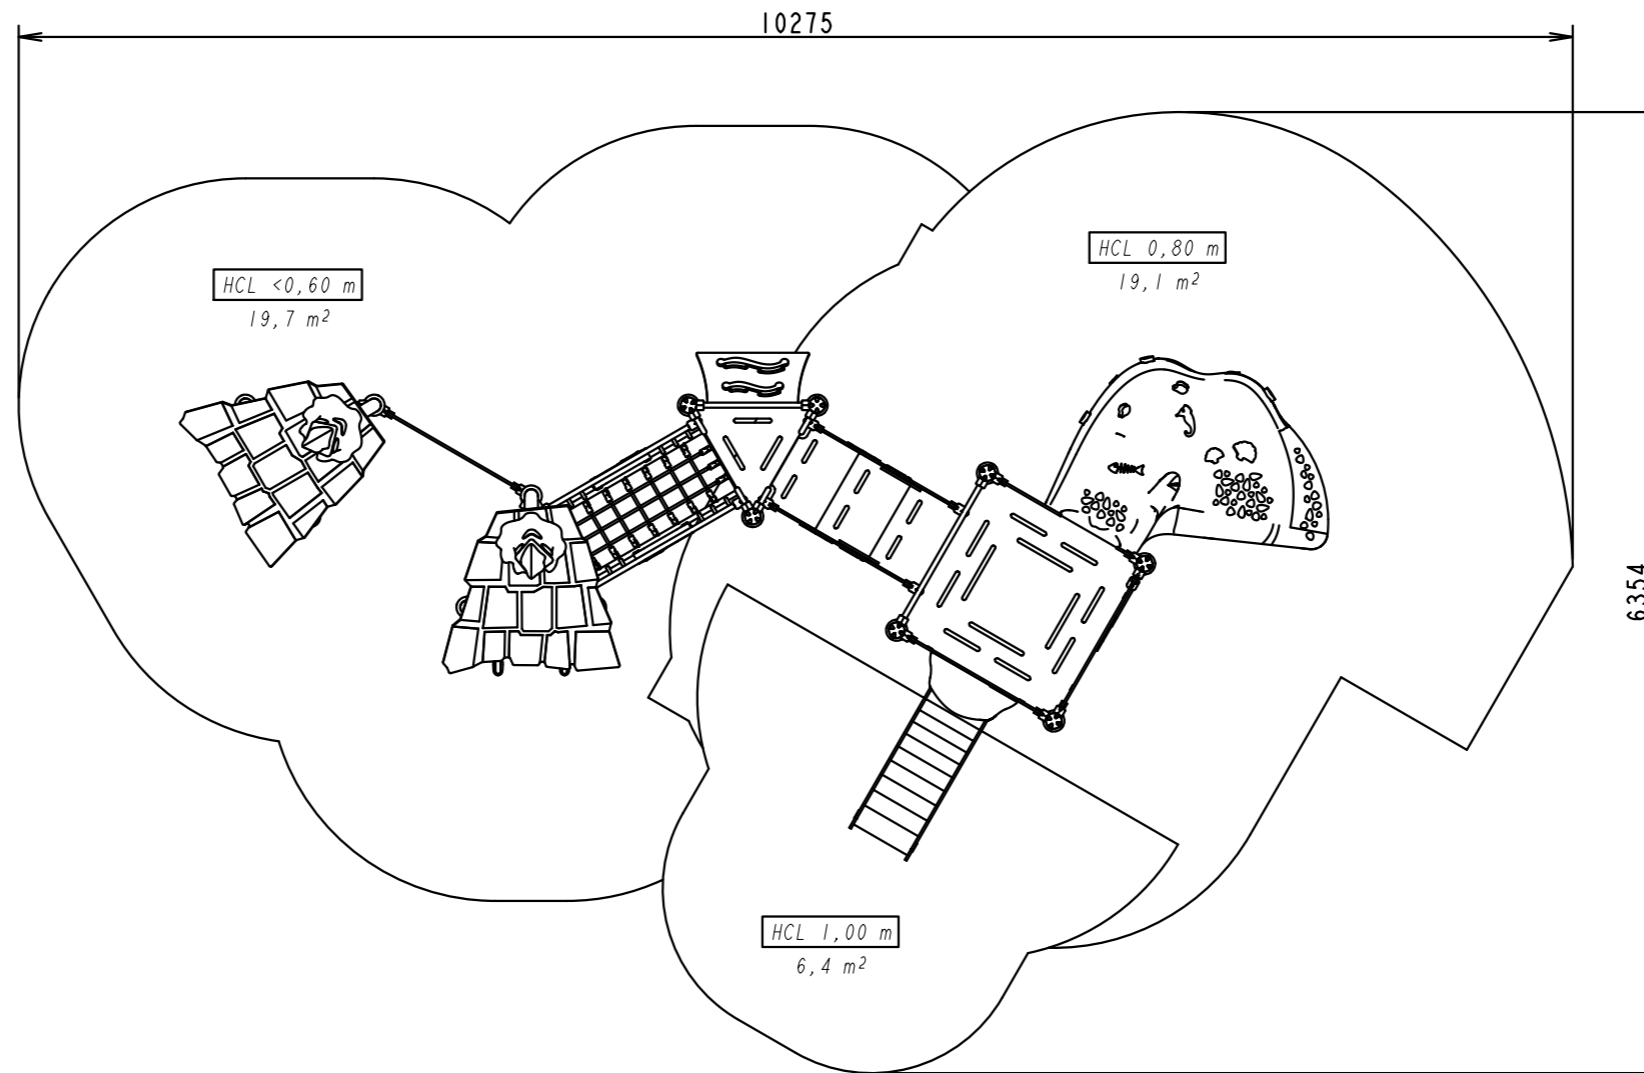 10275
HCL 0,80 m
19,1 m²
HCL <0,60 m
19,7 m²
6354
HCL 1,00 m
6,4 m²